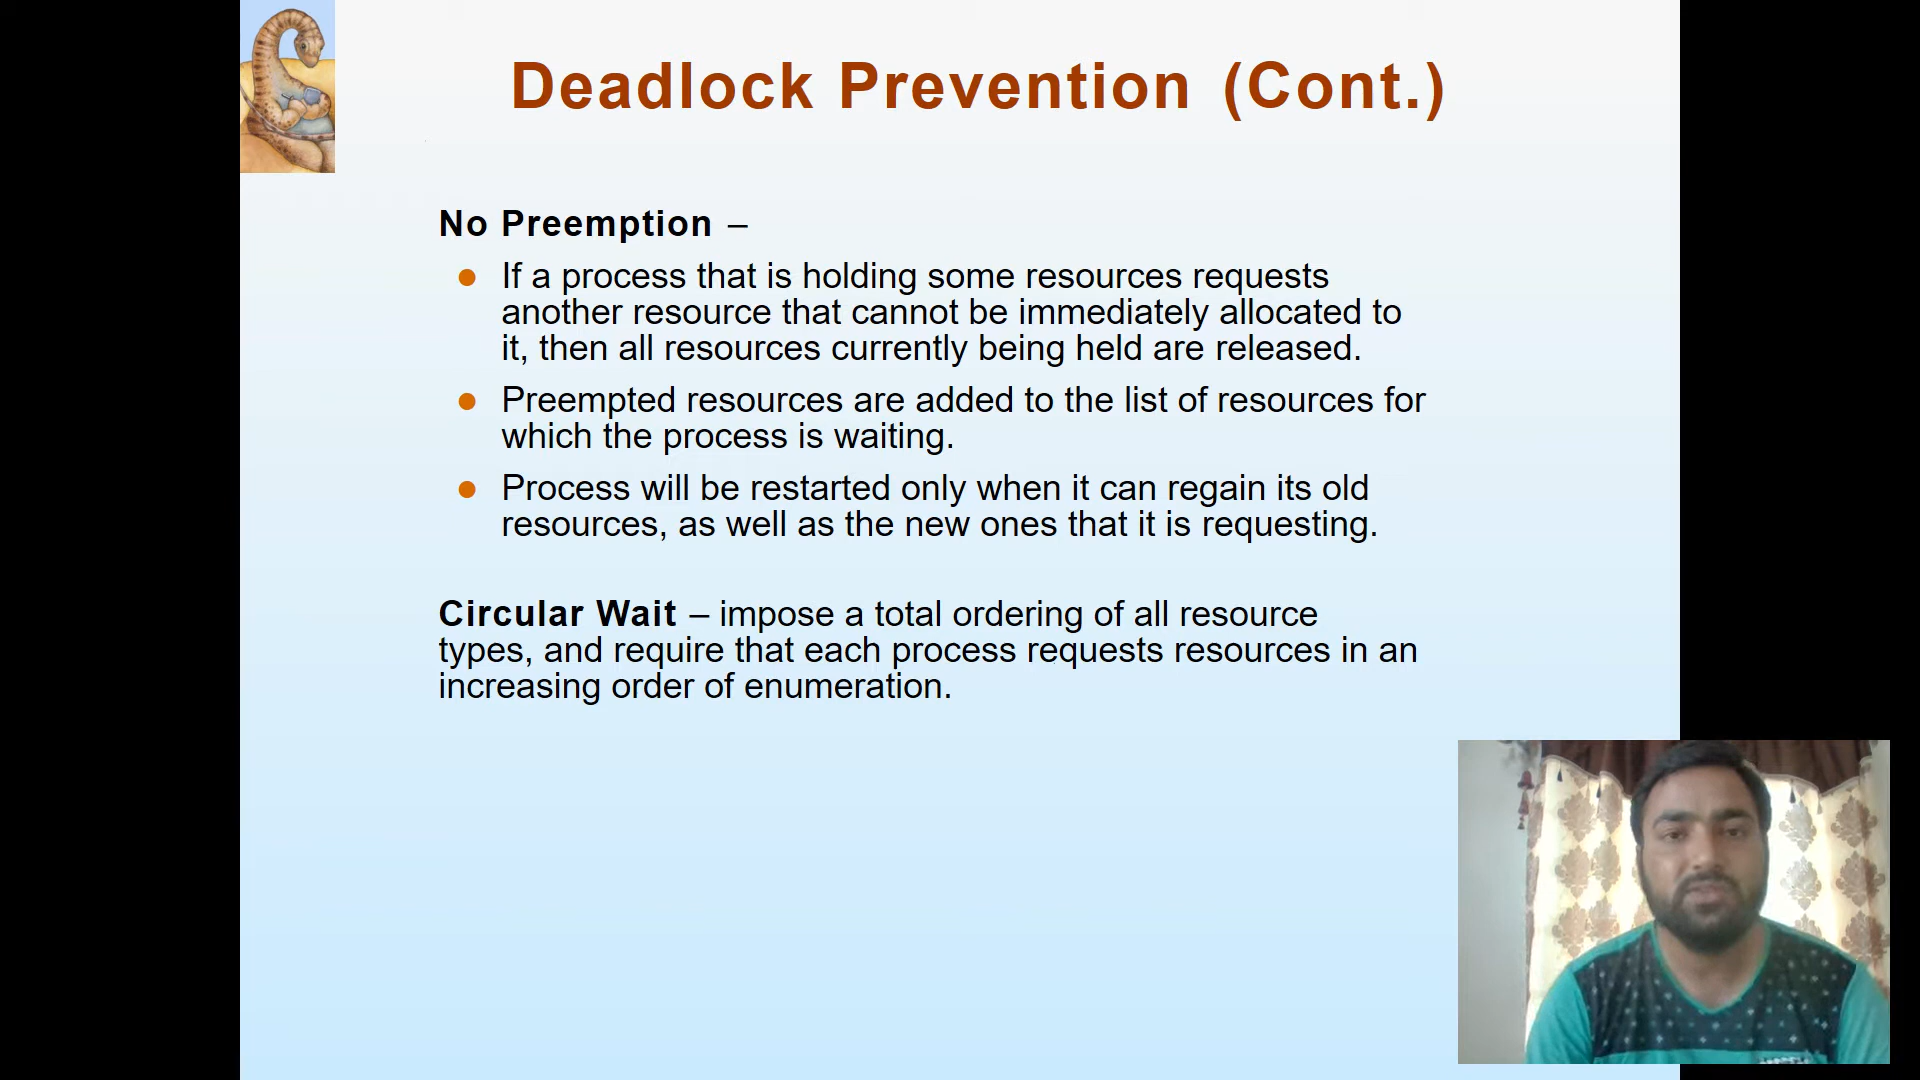 Deadlock Prevention (Cont.)
No Preemption –
● If a process that is holding some resources requests
another resource that cannot be immediately allocated to
it, then all resources currently being held are released.
● Preempted resources are added to the list of resources for
which the process is waiting.
● Process will be restarted only when it can regain its old
resources, as well as the new ones that it is requesting.
Circular Wait – impose a total ordering of all resource
types, and require that each process requests resources in an
increasing order of enumeration.